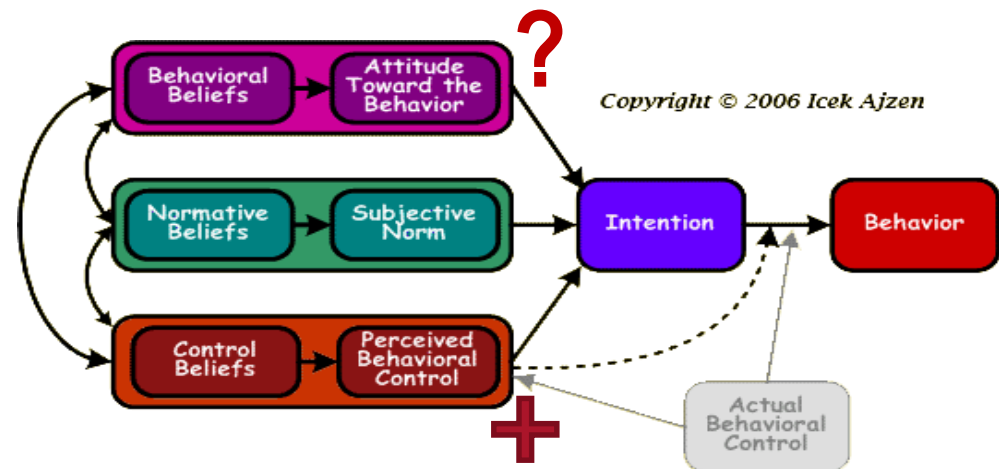 ?
Behavioral
Beliefs
Attitude
Toward the
Behavior
Copyright © 2006 Icek Ajzen
Normative
Beliefs
Subjective
Norm
Intention
Behavior
Control
Beliefs
Perceived
Behavioral
Control
Actual
Behavioral
Control